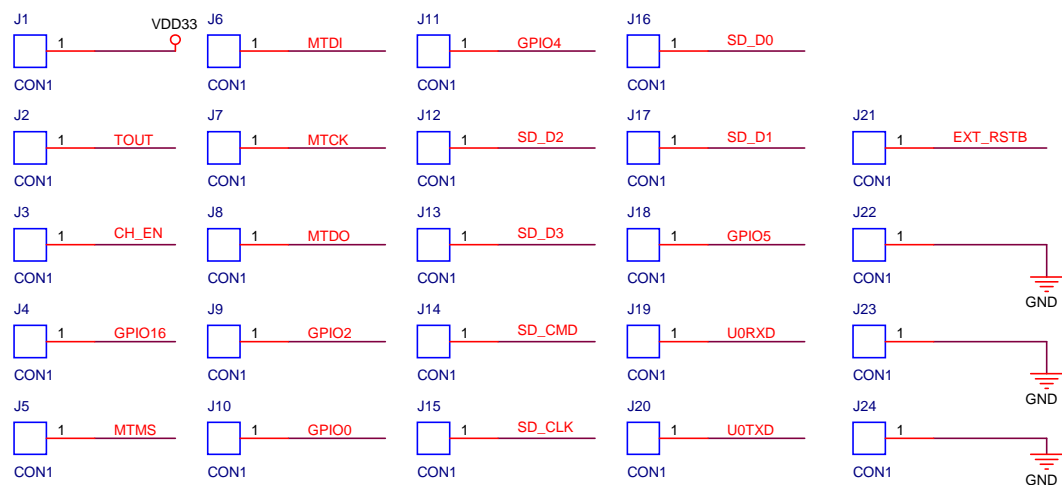 J1
1
VDD33
CON1
J6
1
MTDI
CON1
J11
1
GPIO4
CON1
J16
1
SD_D0
CON1
J2
1
TOUT
CON1
J7
1
MTCK
CON1
J12
1
SD_D2
CON1
J17
1
SD_D1
CON1
J21
1
EXT_RSTB
CON1
J3
1
CH_EN
CON1
J8
1
MTDO
CON1
J13
1
SD_D3
CON1
J18
1
GPIO5
CON1
J22
1
GND
CON1
J4
1
GPIO16
CON1
J9
1
GPIO2
CON1
J14
1
SD_CMD
CON1
J19
1
U0RXD
CON1
J23
1
GND
CON1
J5
1
MTMS
CON1
J10
1
GPIO0
CON1
J15
1
SD_CLK
CON1
J20
1
U0TXD
CON1
J24
1
GND
CON1